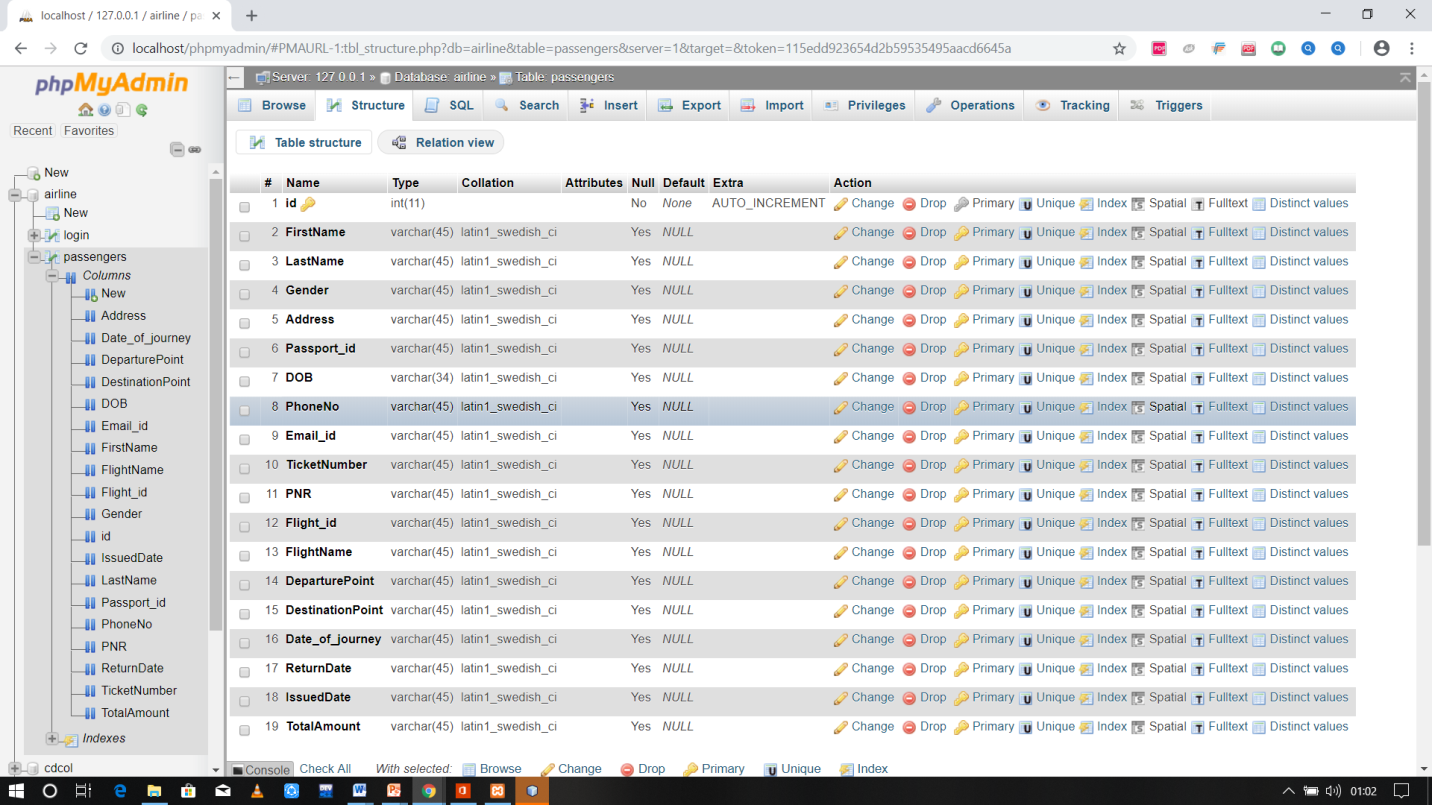 localhost / 127.0.0.1 / airline / pa
localhost/phpmyadmin/#PMAURL-1:tbl_structure.php?db=airline&table=passengers&server=1&target=&token=115edd923654d2b59535495aacd6645a
phpMyAdmin
Recent Favorites
New
airline
New
login
passengers
Columns
New
Address
Date_of_journey
DeparturePoint
DestinationPoint
DOB
Email_id
FirstName
FlightName
Flight_id
Gender
id
IssuedDate
LastName
Passport_id
PhoneNo
PNR
ReturnDate
TicketNumber
TotalAmount
Indexes
cdcol
Server: 127.0.0.1 » Database: airline » Table: passengers
Browse Structure SQL Search Insert Export Import Privileges Operations Tracking Triggers
Table structure Relation view
# Name Type Collation Attributes Null Default Extra Action
1 id int(11) No None AUTO_INCREMENT Change Drop Primary Unique Index Spatial Fulltext Distinct values
2 FirstName varchar(45) latin1_swedish_ci Yes NULL Change Drop Primary Unique Index Spatial Fulltext Distinct values
3 LastName varchar(45) latin1_swedish_ci Yes NULL Change Drop Primary Unique Index Spatial Fulltext Distinct values
4 Gender varchar(45) latin1_swedish_ci Yes NULL Change Drop Primary Unique Index Spatial Fulltext Distinct values
5 Address varchar(45) latin1_swedish_ci Yes NULL Change Drop Primary Unique Index Spatial Fulltext Distinct values
6 Passport_id varchar(45) latin1_swedish_ci Yes NULL Change Drop Primary Unique Index Spatial Fulltext Distinct values
7 DOB varchar(34) latin1_swedish_ci Yes NULL Change Drop Primary Unique Index Spatial Fulltext Distinct values
8 PhoneNo varchar(45) latin1_swedish_ci Yes NULL Change Drop Primary Unique Index Spatial Fulltext Distinct values
9 Email_id varchar(45) latin1_swedish_ci Yes NULL Change Drop Primary Unique Index Spatial Fulltext Distinct values
10 TicketNumber varchar(45) latin1_swedish_ci Yes NULL Change Drop Primary Unique Index Spatial Fulltext Distinct values
11 PNR varchar(45) latin1_swedish_ci Yes NULL Change Drop Primary Unique Index Spatial Fulltext Distinct values
12 Flight_id varchar(45) latin1_swedish_ci Yes NULL Change Drop Primary Unique Index Spatial Fulltext Distinct values
13 FlightName varchar(45) latin1_swedish_ci Yes NULL Change Drop Primary Unique Index Spatial Fulltext Distinct values
14 DeparturePoint varchar(45) latin1_swedish_ci Yes NULL Change Drop Primary Unique Index Spatial Fulltext Distinct values
15 DestinationPoint varchar(45) latin1_swedish_ci Yes NULL Change Drop Primary Unique Index Spatial Fulltext Distinct values
16 Date_of_journey varchar(45) latin1_swedish_ci Yes NULL Change Drop Primary Unique Index Spatial Fulltext Distinct values
17 ReturnDate varchar(45) latin1_swedish_ci Yes NULL Change Drop Primary Unique Index Spatial Fulltext Distinct values
18 IssuedDate varchar(45) latin1_swedish_ci Yes NULL Change Drop Primary Unique Index Spatial Fulltext Distinct values
19 TotalAmount varchar(45) latin1_swedish_ci Yes NULL Change Drop Primary Unique Index Spatial Fulltext Distinct values
Console Check All With selected: Browse Change Drop Primary Unique Index
01:02